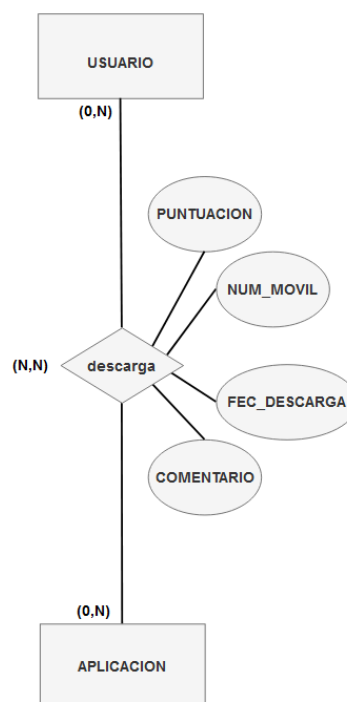 USUARIO
(0,N)
PUNTUACION
NUM_MOVIL
(N,N)
descarga
FEC_DESCARGA
COMENTARIO
(0,N)
APLICACION